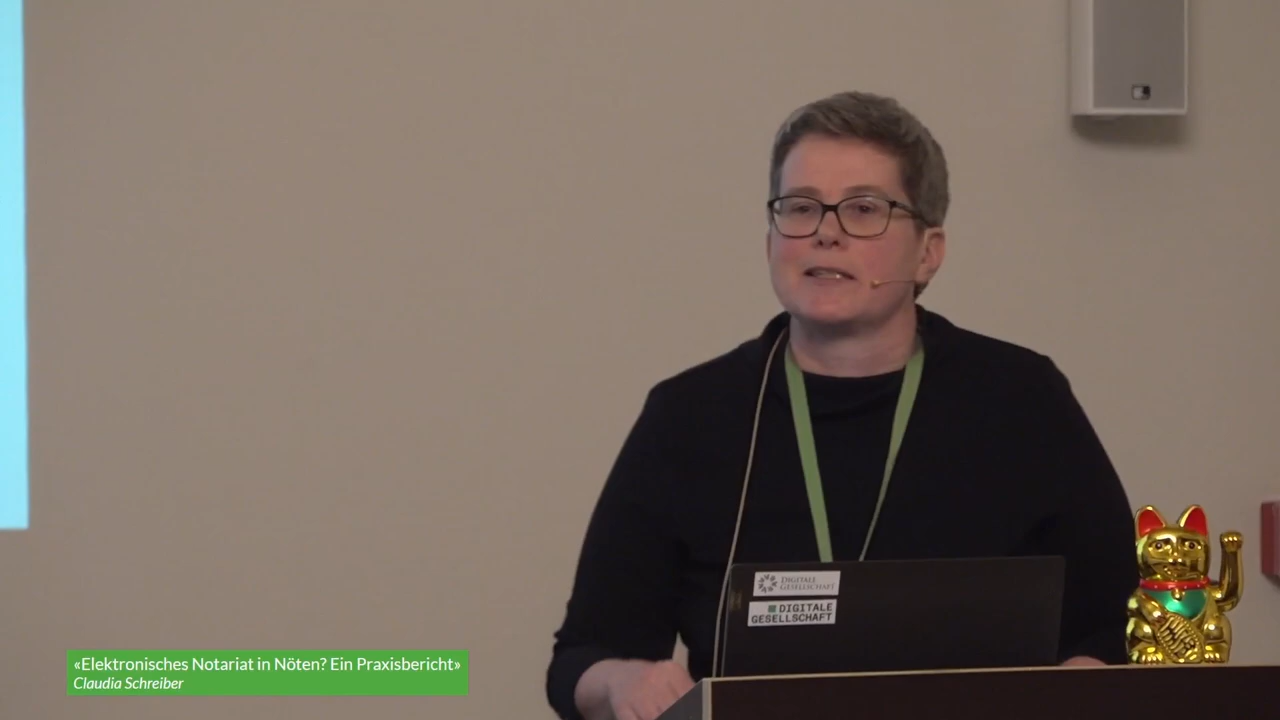 DIGITALE
GESELLSCHAFT
DIGITALE
GESELLSCHAFT
«Elektronisches Notariat in Nöten? Ein Praxisbericht»
Claudia Schreiber